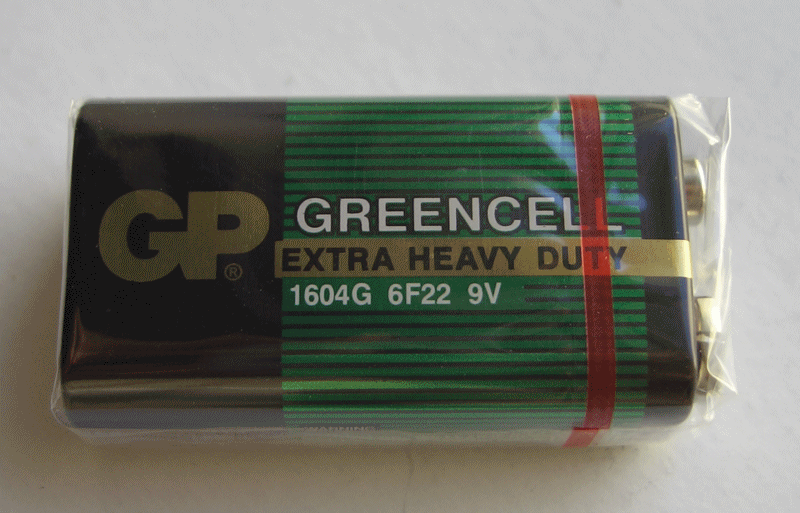 GP®
GREENCELL
EXTRA HEAVY DUTY
1604G 6F22 9V